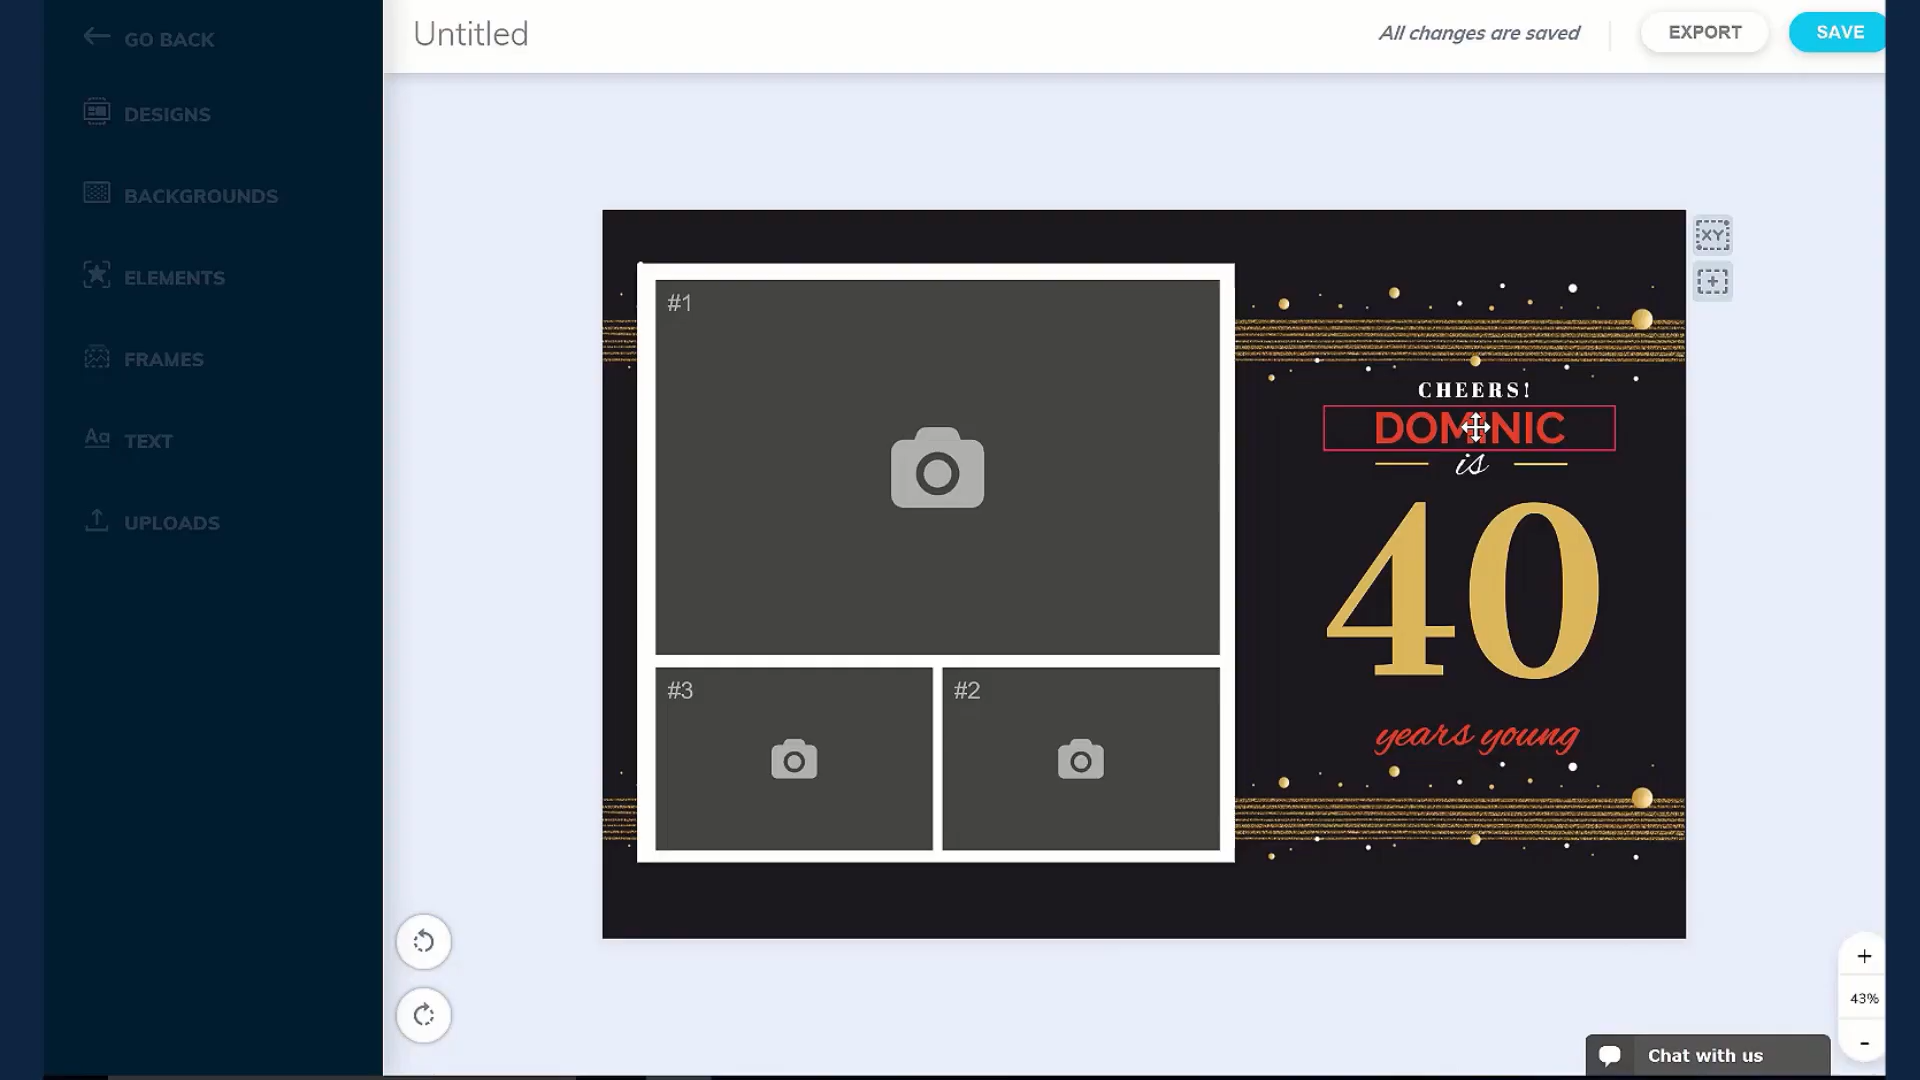 GO BACK
Untitled
All changes are saved
EXPORT
SAVE
DESIGNS
BACKGROUNDS
ELEMENTS
FRAMES
Aa TEXT
UPLOADS
XY
#1
CHEERS!
DOMINIC
is
40
#3
#2
years young
+
43%
-
Chat with us